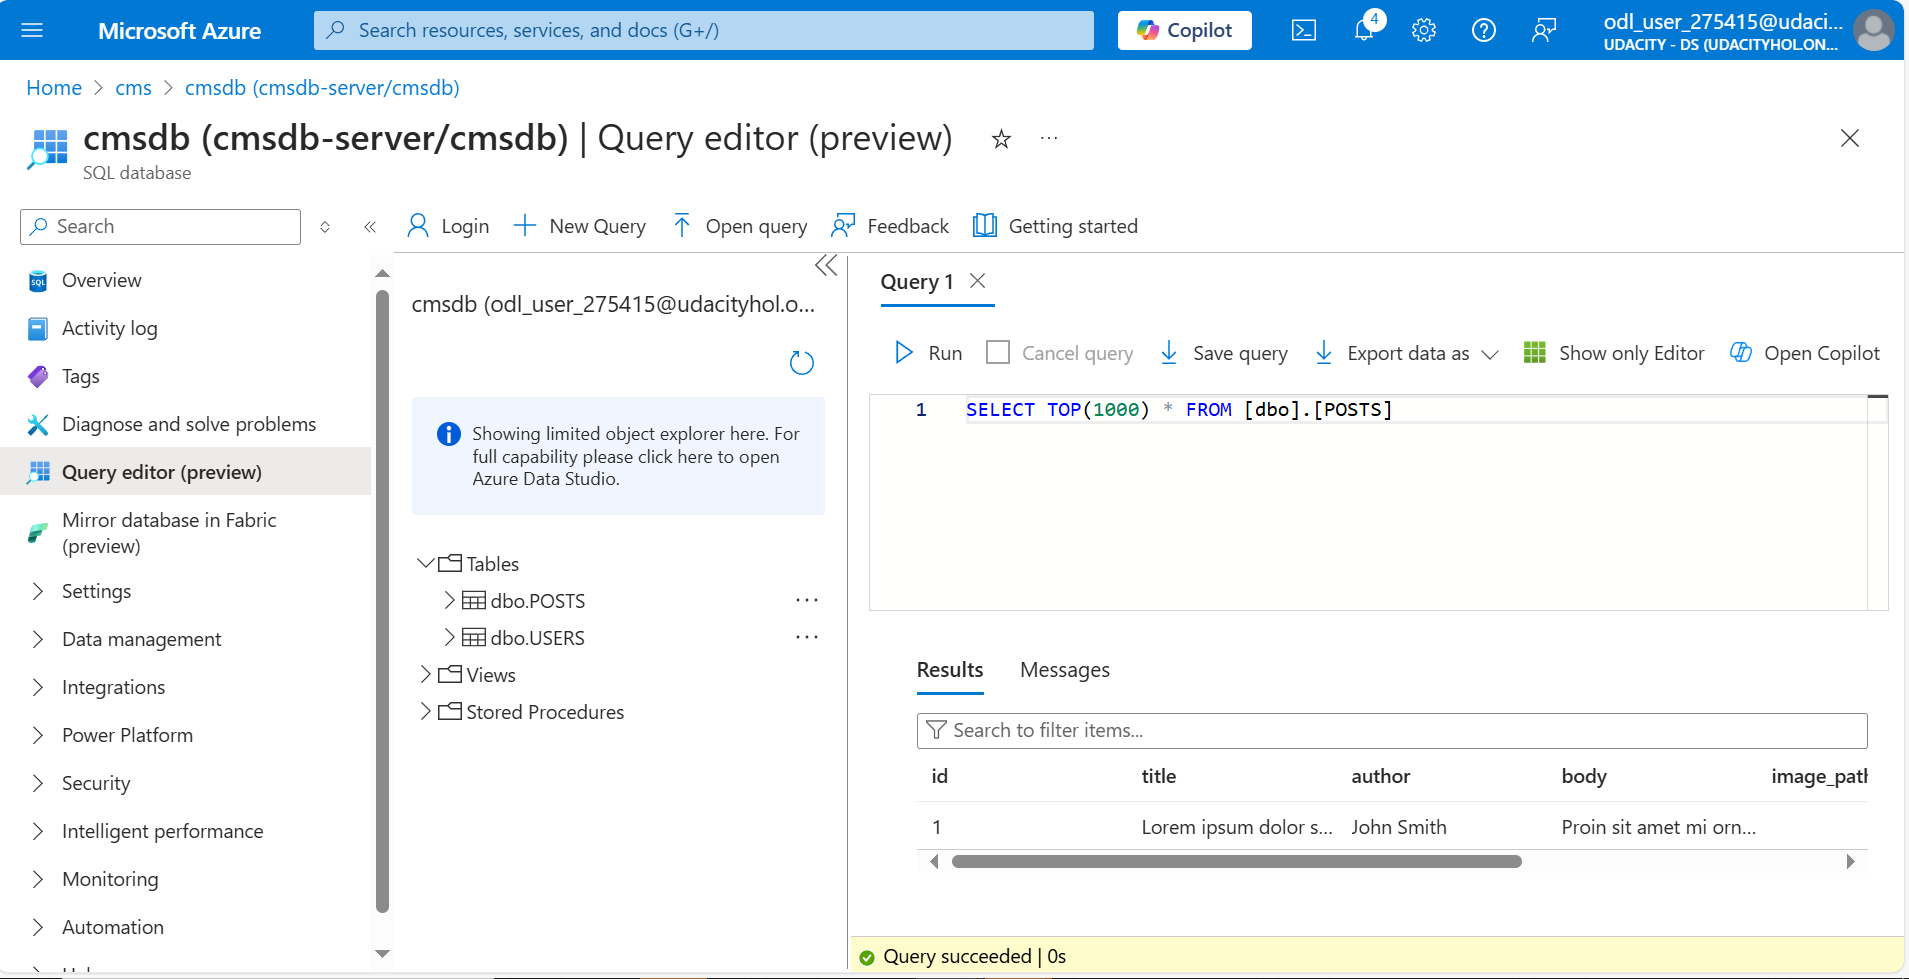 Microsoft Azure
Search resources, services, and docs (G+/)
Copilot
4
odl_user_275415@udaci...
UDACITY - DS (UDACITYHOL.ON...
Home > cms > cmsdb (cmsdb-server/cmsdb)
cmsdb (cmsdb-server/cmsdb) | Query editor (preview)
SQL database
Search
Login
New Query
Open query
Feedback
Getting started
Overview
Activity log
Tags
Diagnose and solve problems
Query editor (preview)
Mirror database in Fabric
(preview)
Settings
Data management
Integrations
Power Platform
Security
Intelligent performance
Monitoring
Automation
cmsdb (odl_user_275415@udacityhol.o...
Showing limited object explorer here. For
full capability please click here to open
Azure Data Studio.
Tables
dbo.POSTS
dbo.USERS
Views
Stored Procedures
Query 1
Run
Cancel query
Save query
Export data as
Show only Editor
Open Copilot
1 SELECT TOP(1000) * FROM [dbo].[POSTS]
Results
Messages
Search to filter items...
id title author body image_path
1 Lorem ipsum dolor s... John Smith Proin sit amet mi orn...
Query succeeded | 0s